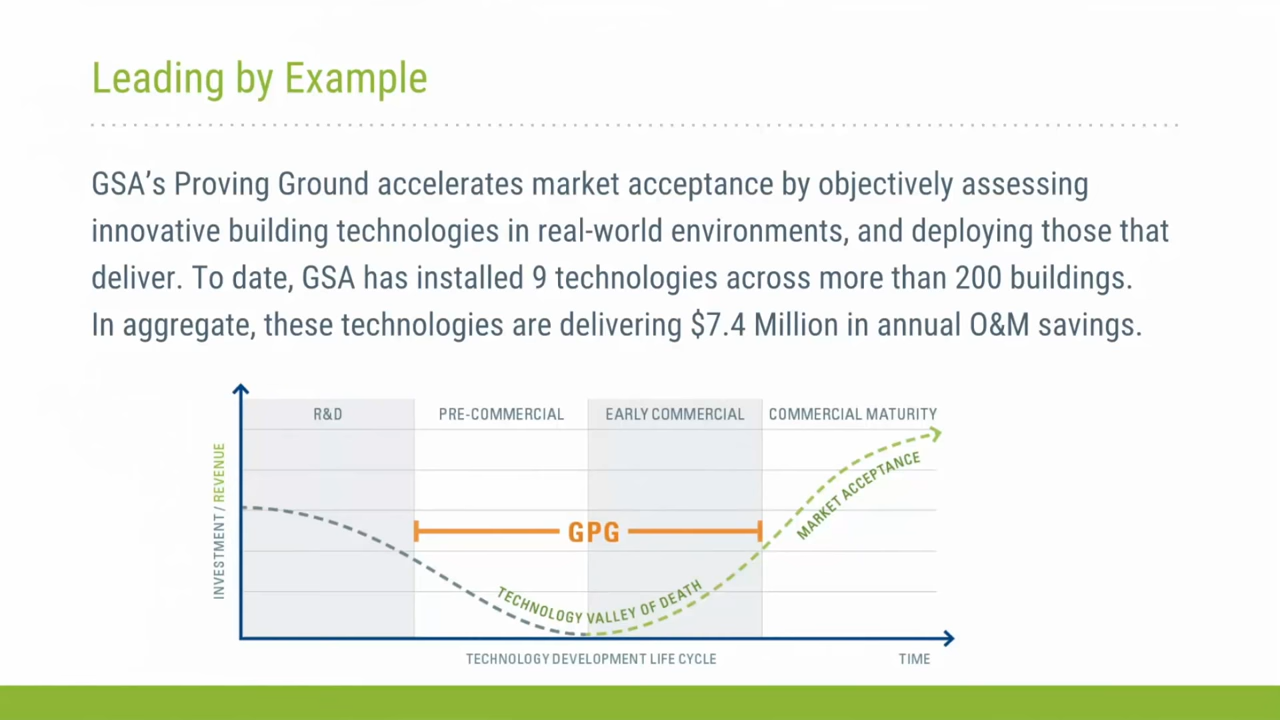 Leading by Example
GSA’s Proving Ground accelerates market acceptance by objectively assessing
innovative building technologies in real-world environments, and deploying those that
deliver. To date, GSA has installed 9 technologies across more than 200 buildings.
In aggregate, these technologies are delivering $7.4 Million in annual O&M savings.
R&D
PRE-COMMERCIAL
EARLY COMMERCIAL
COMMERCIAL MATURITY
INVESTMENT / REVENUE
GPG
MARKET ACCEPTANCE
TECHNOLOGY VALLEY OF DEATH
TECHNOLOGY DEVELOPMENT LIFE CYCLE
TIME